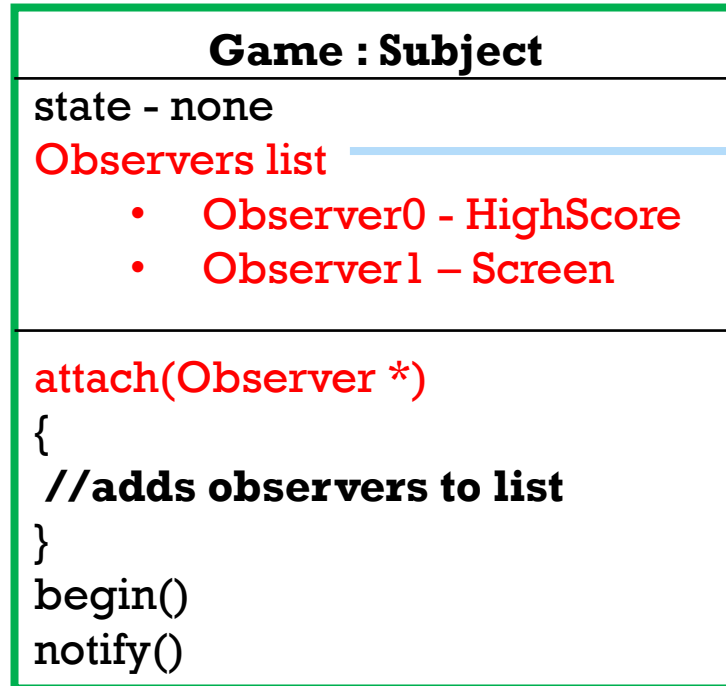 Game : Subject
state - none
Observers list
• Observer0 - HighScore
• Observer1 – Screen
attach(Observer *)
{
//adds observers to list
}
begin()
notify()